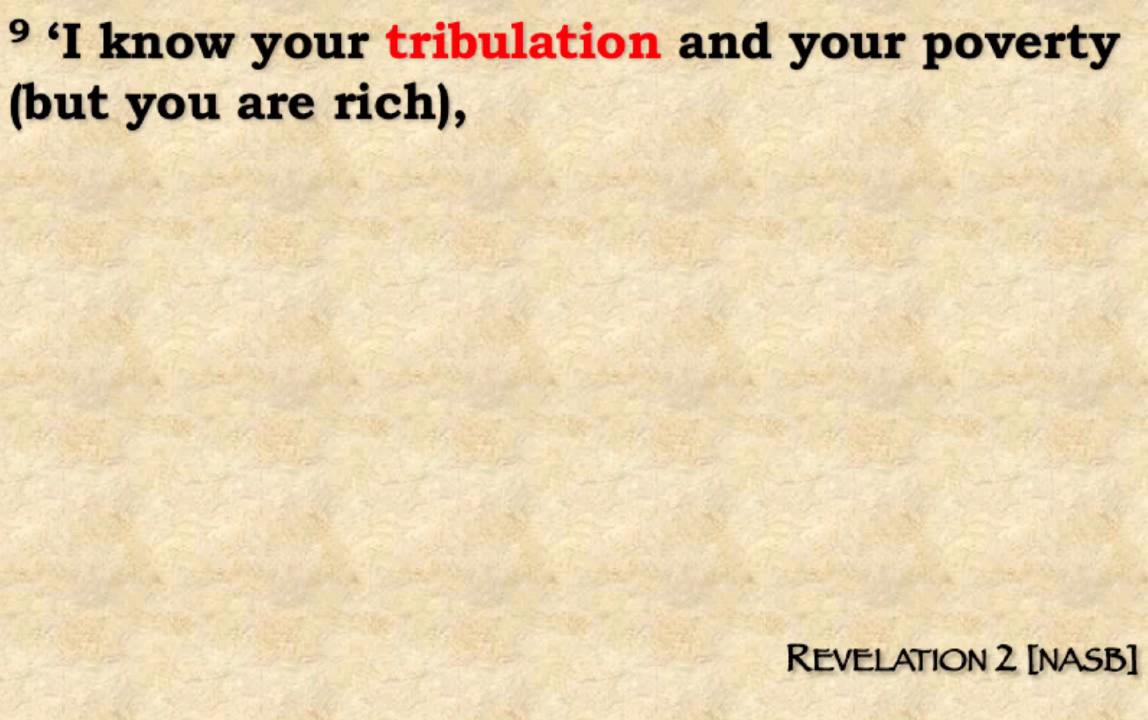 ⁹ ‘I know your tribulation and your poverty
(but you are rich),
REVELATION 2 [NASB]